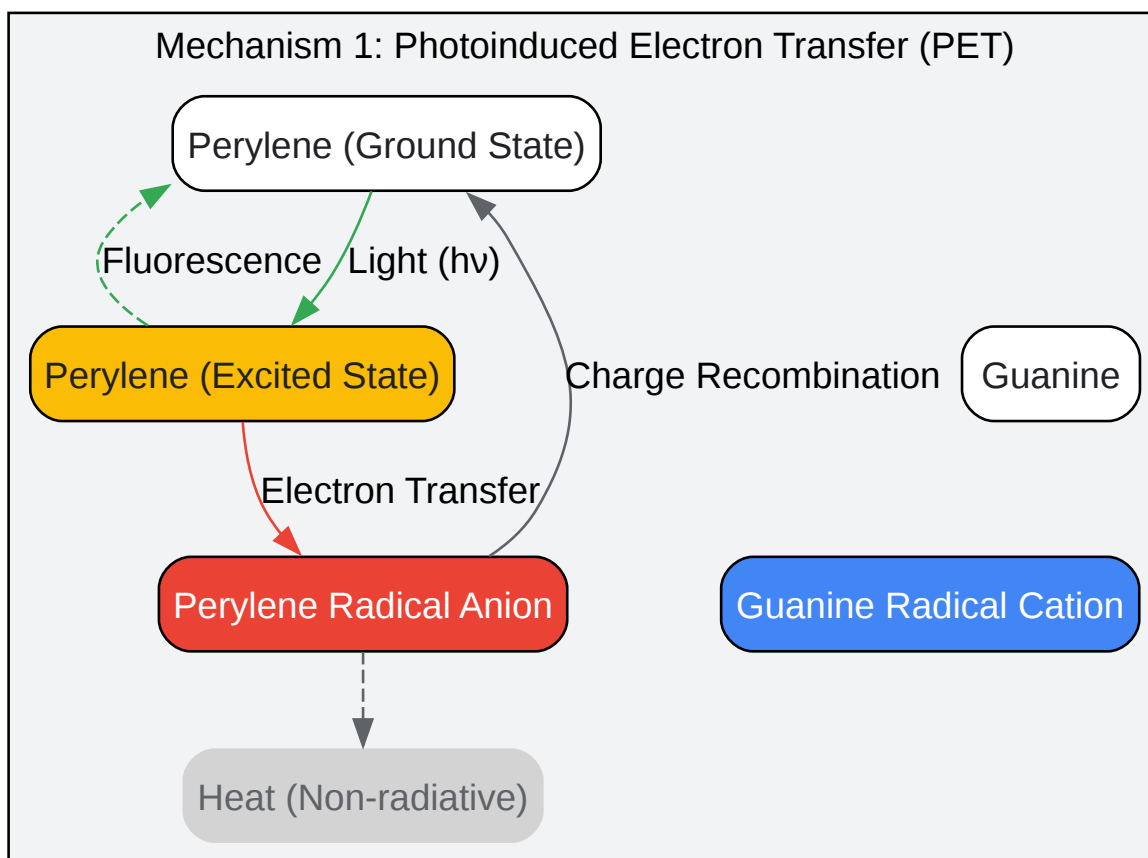 Mechanism 1: Photoinduced Electron Transfer (PET)
Perylene (Ground State)
Fluorescence
Light (hν)
Perylene (Excited State)
Charge Recombination
Guanine
Electron Transfer
Perylene Radical Anion
Guanine Radical Cation
Heat (Non-radiative)